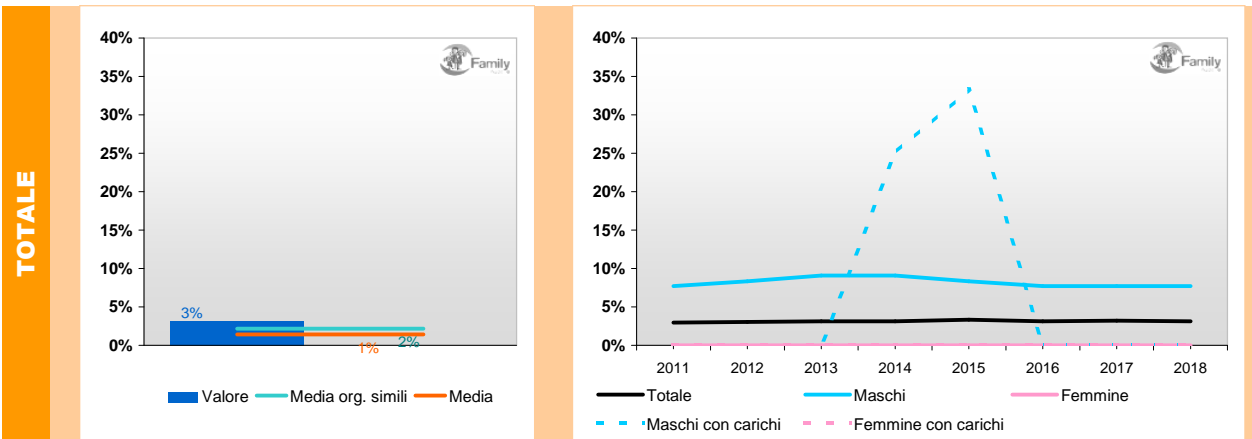 TOTALE
40%
35%
30%
25%
20%
15%
10%
5%
0%
Family
3%
1%
2%
Valore
Media org. simili
Media
40%
35%
30%
25%
20%
15%
10%
5%
0%
Family
2011 2012 2013 2014 2015 2016 2017 2018
Totale
Maschi
Femmine
Maschi con carichi
Femmine con carichi